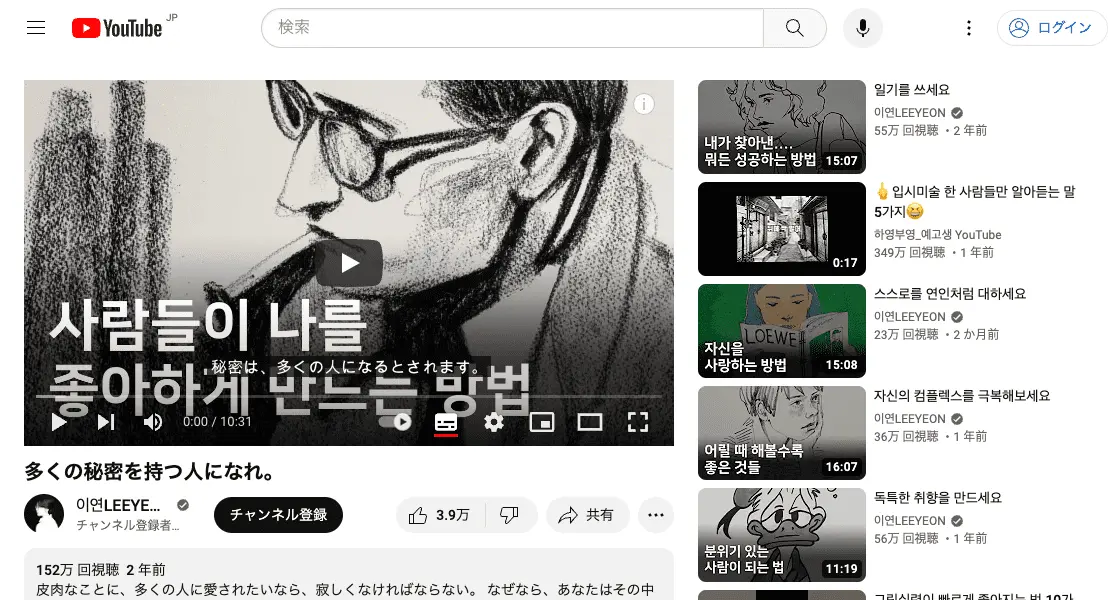 YouTube JP
検索
ログイン
사람들이 나를
좋아하게 만드는 방법
秘密は、多くの人になるとされます。
0:00 / 10:31
多くの秘密を持つ人になれ。
이연LEEYE...
チャンネル登録者...
チャンネル登録
3.9万
共有
152万 回視聴 2 年前
皮肉なことに、多くの人に愛されたいなら、寂しくなければならない。 なぜなら、あなたはその中
내가 찾아낸....
뭐든 성공하는 방법
15:07
일기를 쓰세요
이연LEEYEON
55万 回視聴 ・2 年前
0:17
🖕입시미술 한 사람들만 알아듣는 말
5가지😆
하영부영_예고생 YouTube
349万 回視聴 ・1 年前
LOEWE
자신을
사랑하는 방법
15:08
스스로를 연인처럼 대하세요
이연LEEYEON
23万 回視聴 ・2 か月前
어릴 때 해볼수록
좋은 것들
16:07
자신의 컴플렉스를 극복해보세요
이연LEEYEON
36万 回視聴 ・1 年前
분위기 있는
사람이 되는 법
11:19
독특한 취향을 만드세요
이연LEEYEON
56万 回視聴 ・1 年前
그림실력이 빠르게 좋아지는 법 10가